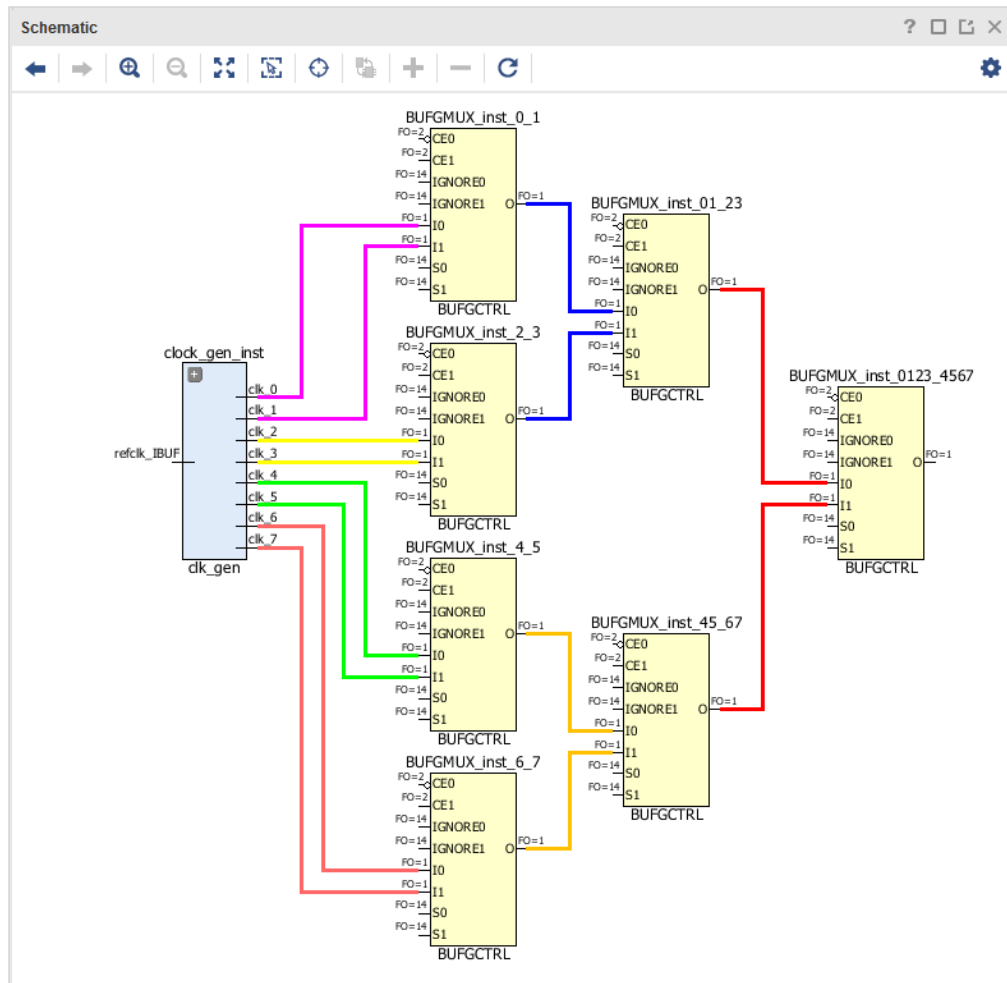 Schematic
BUFGMUX_inst_0_1
FO=2 CE0
FO=2 CE1
FO=14 IGNORE0
FO=14 IGNORE1 O FO=1
FO=1 I0
FO=1 I1
FO=14 S0
FO=14 S1
BUFGCTRL
BUFGMUX_inst_2_3
FO=2 CE0
FO=2 CE1
FO=14 IGNORE0
FO=14 IGNORE1 O FO=1
FO=1 I0
FO=1 I1
FO=14 S0
FO=14 S1
BUFGCTRL
clock_gen_inst
clk_0
clk_1
clk_2
clk_3
clk_4
clk_5
clk_6
clk_7
refclk_IBUF
clk_gen
BUFGMUX_inst_4_5
FO=2 CE0
FO=2 CE1
FO=14 IGNORE0
FO=14 IGNORE1 O FO=1
FO=1 I0
FO=1 I1
FO=14 S0
FO=14 S1
BUFGCTRL
BUFGMUX_inst_6_7
FO=2 CE0
FO=2 CE1
FO=14 IGNORE0
FO=14 IGNORE1 O FO=1
FO=1 I0
FO=1 I1
FO=14 S0
FO=14 S1
BUFGCTRL
BUFGMUX_inst_01_23
FO=2 CE0
FO=2 CE1
FO=14 IGNORE0
FO=14 IGNORE1 O FO=1
FO=1 I0
FO=1 I1
FO=14 S0
FO=14 S1
BUFGCTRL
BUFGMUX_inst_45_67
FO=2 CE0
FO=2 CE1
FO=14 IGNORE0
FO=14 IGNORE1 O FO=1
FO=1 I0
FO=1 I1
FO=14 S0
FO=14 S1
BUFGCTRL
BUFGMUX_inst_0123_4567
FO=2 CE0
FO=2 CE1
FO=14 IGNORE0
FO=14 IGNORE1 O FO=1
FO=1 I0
FO=1 I1
FO=14 S0
FO=14 S1
BUFGCTRL